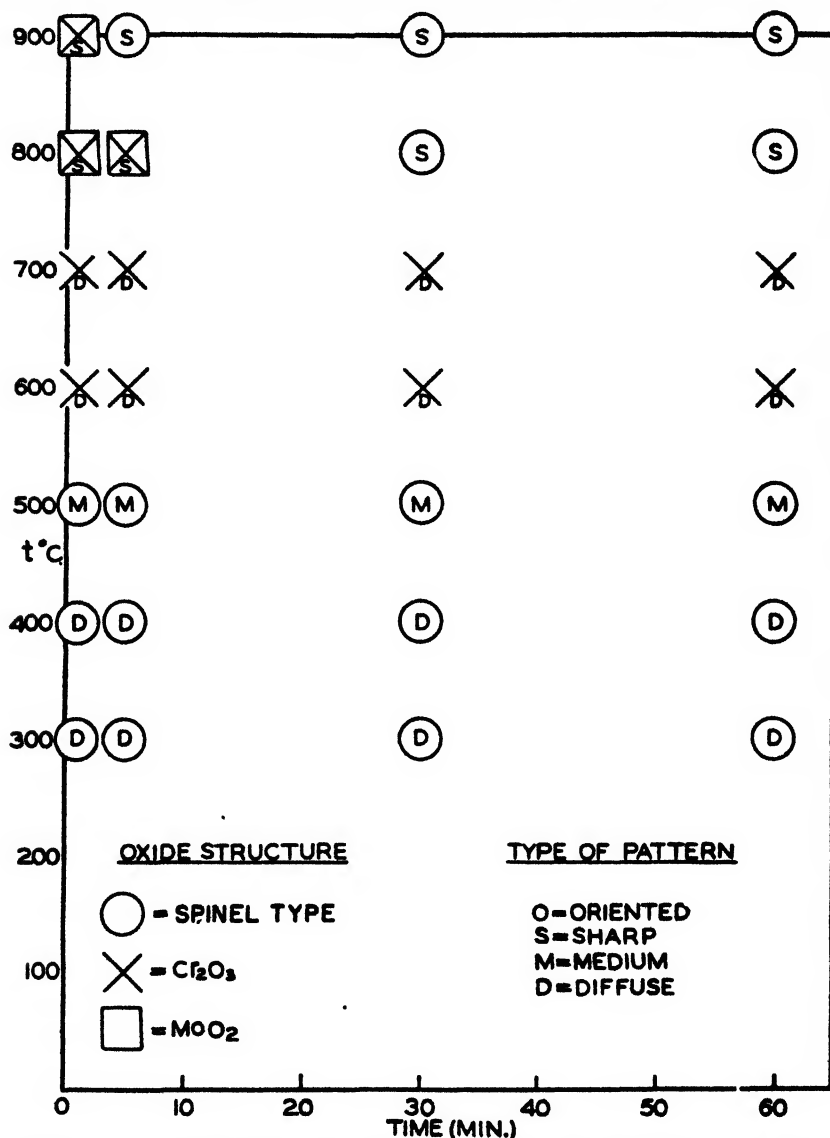 900 S S S S
800 S S S S
700 D D D D
600 D D D D
500 M M M M
t°C
400 D D D D
300 D D D D
200
100
OXIDE STRUCTURE
= SPINEL TYPE
= Cr2O3
= MoO2
TYPE OF PATTERN
O=ORIENTED
S=SHARP
M=MEDIUM
D=DIFFUSE
0 10 20 30 40 50 60
TIME (MIN.)